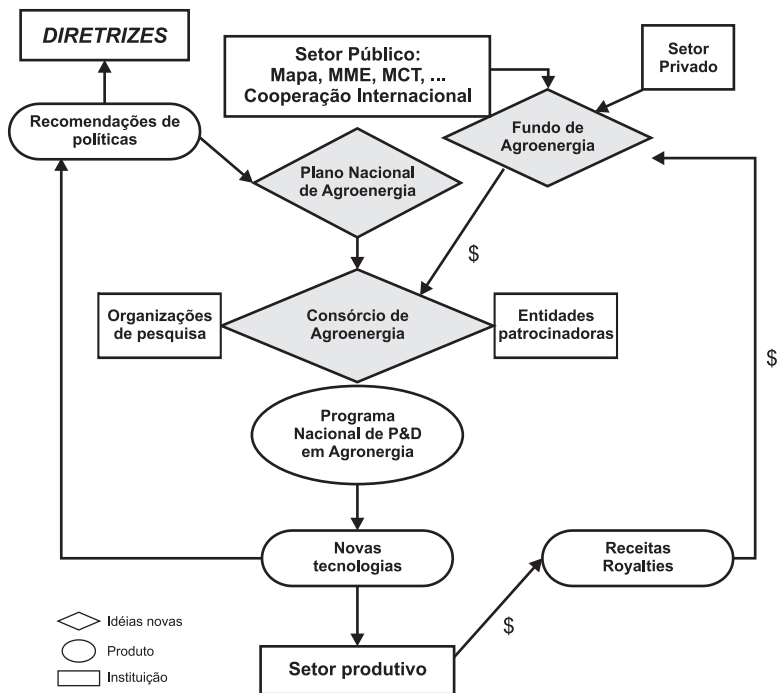 DIRETRIZES
Setor Público:
Mapa, MME, MCT, ...
Cooperação Internacional
Setor
Privado
Recomendações de
políticas
Fundo de
Agroenergia
Plano Nacional
de Agroenergia
$
Organizações
de pesquisa
Consórcio de
Agroenergia
Entidades
patrocinadoras
$
Programa
Nacional de P&D
em Agronergia
Novas
tecnologias
Receitas
Royalties
$
Setor produtivo
Idéias novas
Produto
Instituição